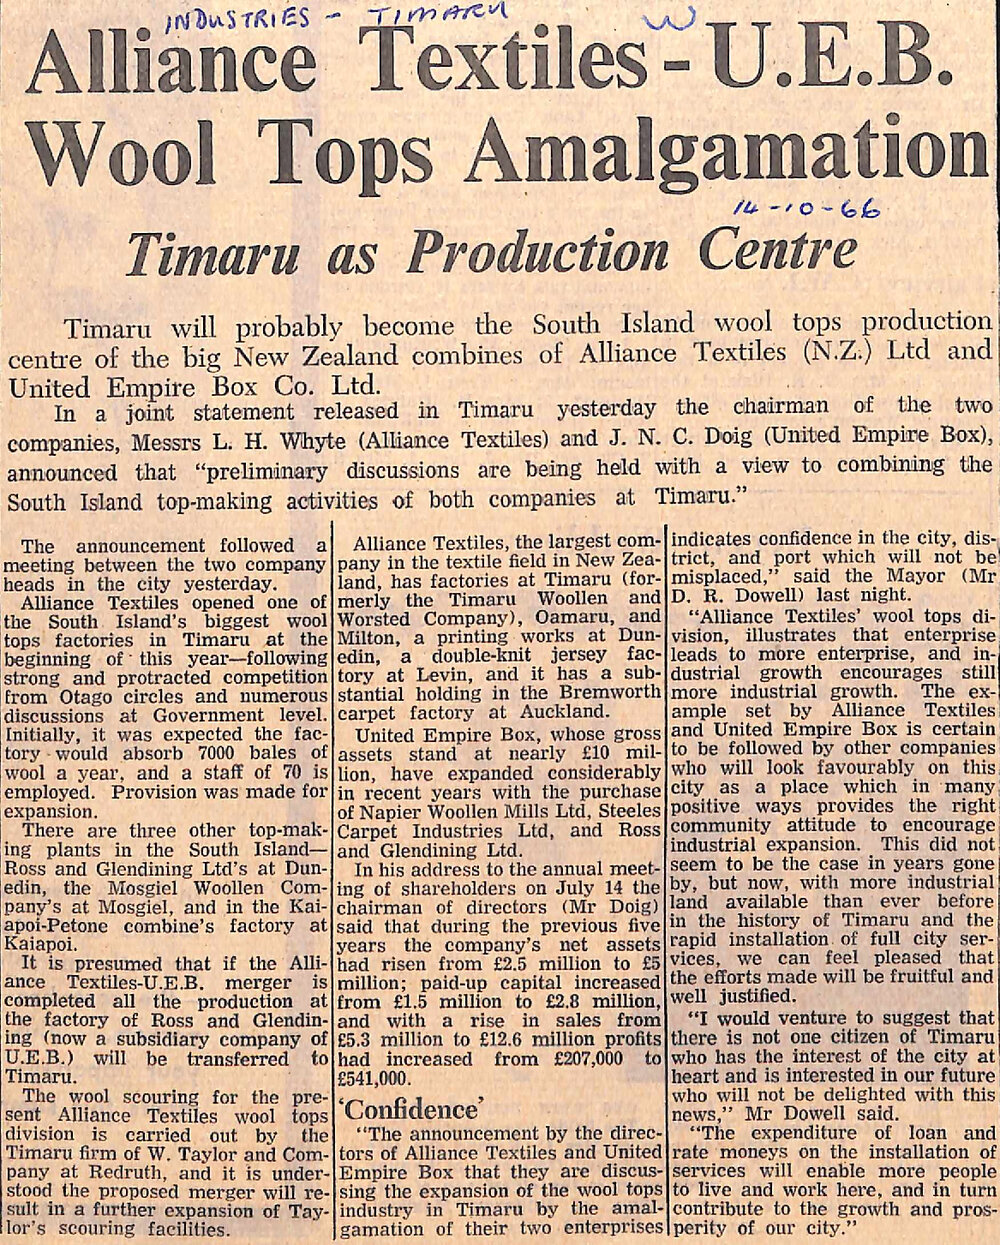 INDUSTRIES - TIMARU W
Alliance Textiles - U.E.B.
Wool Tops Amalgamation
14-10-66
Timaru as Production Centre
Timaru will probably become the South Island wool tops production
centre of the big New Zealand combines of Alliance Textiles (N.Z.) Ltd and
United Empire Box Co. Ltd.
In a joint statement released in Timaru yesterday the chairman of the two
companies, Messrs L. H. Whyte (Alliance Textiles) and J. N. C. Doig (United Empire Box),
announced that "preliminary discussions are being held with a view to combining the
South Island top-making activities of both companies at Timaru."
The announcement followed a
meeting between the two company
heads in the city yesterday.
Alliance Textiles opened one of
the South Island's biggest wool
tops factories in Timaru at the
beginning of this year—following
strong and protracted competition
from Otago circles and numerous
discussions at Government level.
Initially, it was expected the fac-
tory would absorb 7000 bales of
wool a year, and a staff of 70 is
employed. Provision was made for
expansion.
There are three other top-mak-
ing plants in the South Island—
Ross and Glendining Ltd's at Dun-
edin, the Mosgiel Woollen Com-
pany's at Mosgiel, and in the Kai-
apoi-Petone combine's factory at
Kaiapoi.
It is presumed that if the Alli-
ance Textiles-U.E.B. merger is
completed all the production at
the factory of Ross and Glendin-
ing (now a subsidiary company of
U.E.B.) will be transferred to
Timaru.
The wool scouring for the pre-
sent Alliance Textiles wool tops
division is carried out by the
Timaru firm of W. Taylor and Com-
pany at Redruth, and it is under-
stood the proposed merger will re-
sult in a further expansion of Tay-
lor's scouring facilities.
Alliance Textiles, the largest com-
pany in the textile field in New Zea-
land, has factories at Timaru (for-
merly the Timaru Woollen and
Worsted Company), Oamaru, and
Milton, a printing works at Dun-
edin, a double-knit jersey fac-
tory at Levin, and it has a sub-
stantial holding in the Bremworth
carpet factory at Auckland.
United Empire Box, whose gross
assets stand at nearly £10 mil-
lion, have expanded considerably
in recent years with the purchase
of Napier Woollen Mills Ltd, Steeles
Carpet Industries Ltd, and Ross
and Glendining Ltd.
In his address to the annual meet-
ing of shareholders on July 14 the
chairman of directors (Mr Doig)
said that during the previous five
years the company's net assets
had risen from £2.5 million to £5
million; paid-up capital increased
from £1.5 million to £2.8 million,
and with a rise in sales from
£5.3 million to £12.6 million profits
had increased from £207,000 to
£541,000.
'Confidence'
"The announcement by the direc-
tors of Alliance Textiles and United
Empire Box that they are discus-
sing the expansion of the wool tops
industry in Timaru by the amal-
gamation of their two enterprises
indicates confidence in the city, dis-
trict, and port which will not be
misplaced," said the Mayor (Mr
D. R. Dowell) last night.
"Alliance Textiles' wool tops di-
vision, illustrates that enterprise
leads to more enterprise, and in-
dustrial growth encourages still
more industrial growth. The ex-
ample set by Alliance Textiles
and United Empire Box is certain
to be followed by other companies
who will look favourably on this
city as a place which in many
positive ways provides the right
community attitude to encourage
industrial expansion. This did not
seem to be the case in years gone
by, but now, with more industrial
land available than ever before
in the history of Timaru and the
rapid installation of full city ser-
vices, we can feel pleased that
the efforts made will be fruitful and
well justified.
"I would venture to suggest that
there is not one citizen of Timaru
who has the interest of the city at
heart and is interested in our future
who will not be delighted with this
news," Mr Dowell said.
"The expenditure of loan and
rate moneys on the installation of
services will enable more people
to live and work here, and in turn
contribute to the growth and pros-
perity of our city."